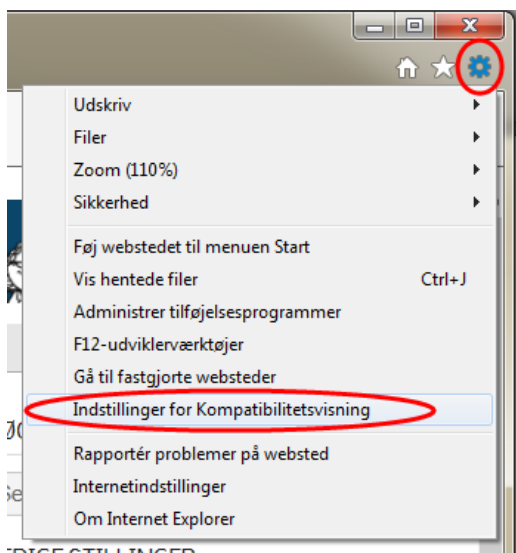 Udskriv
Filer
Zoom (110%)
Sikkerhed
Føj webstedet til menuen Start
Vis hentede filer Ctrl+J
Administrer tilføjelsesprogrammer
F12-udviklerværktøjer
Gå til fastgjorte websteder
Indstillinger for Kompatibilitetsvisning
Rapportér problemer på websted
Internetindstillinger
Om Internet Explorer